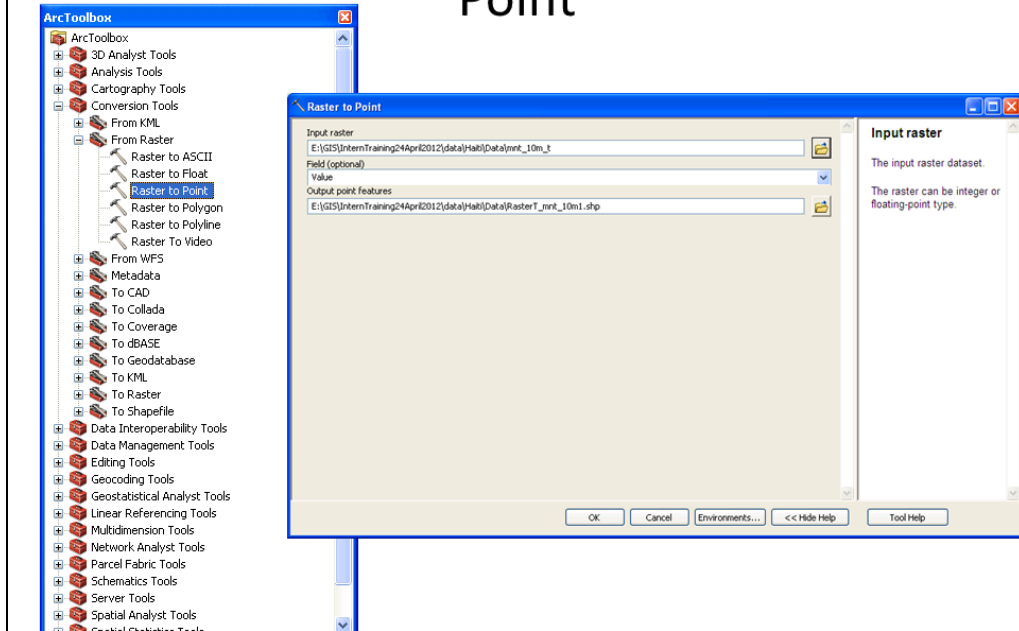 Point
ArcToolbox
ArcToolbox
3D Analyst Tools
Analysis Tools
Cartography Tools
Conversion Tools
From KML
From Raster
Raster to ASCII
Raster to Float
Raster to Point
Raster to Polygon
Raster to Polyline
Raster To Video
From WFS
Metadata
To CAD
To Collada
To Coverage
To dBASE
To Geodatabase
To KML
To Raster
To Shapefile
Data Interoperability Tools
Data Management Tools
Editing Tools
Geocoding Tools
Geostatistical Analyst Tools
Linear Referencing Tools
Multidimension Tools
Network Analyst Tools
Parcel Fabric Tools
Schematics Tools
Server Tools
Spatial Analyst Tools
Spatial Statistics Tools
Raster to Point
Input raster
E:\GIS\InternTraining24April2012\data\Haiti\Data\mnt_10m_t
Field (optional)
Value
Output point features
E:\GIS\InternTraining24April2012\data\Haiti\Data\RasterT_mnt_10m1.shp
OK
Cancel
Environments...
<< Hide Help
Input raster
The input raster dataset.
The raster can be integer or
floating-point type.
Tool Help